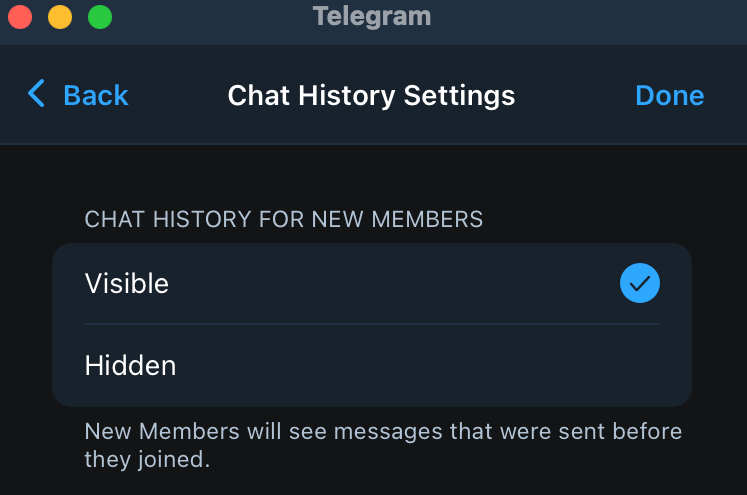 Telegram
Back
Chat History Settings
Done
CHAT HISTORY FOR NEW MEMBERS
Visible
Hidden
New Members will see messages that were sent before
they joined.